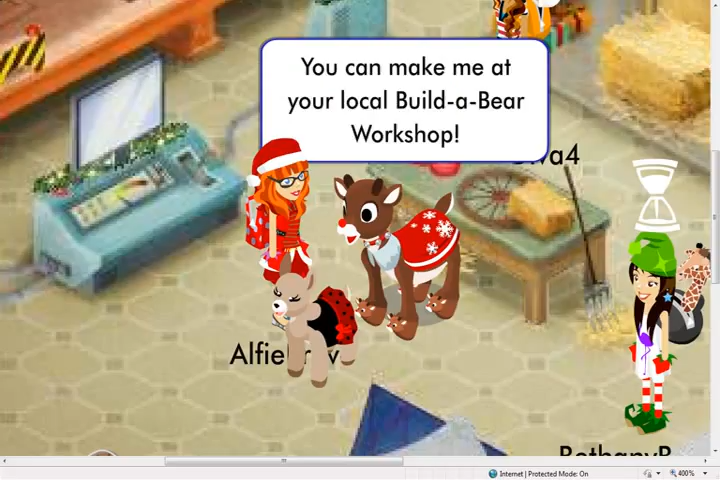 You can make me at
your local Build-a-Bear
Workshop!
Internet | Protected Mode: On
400%